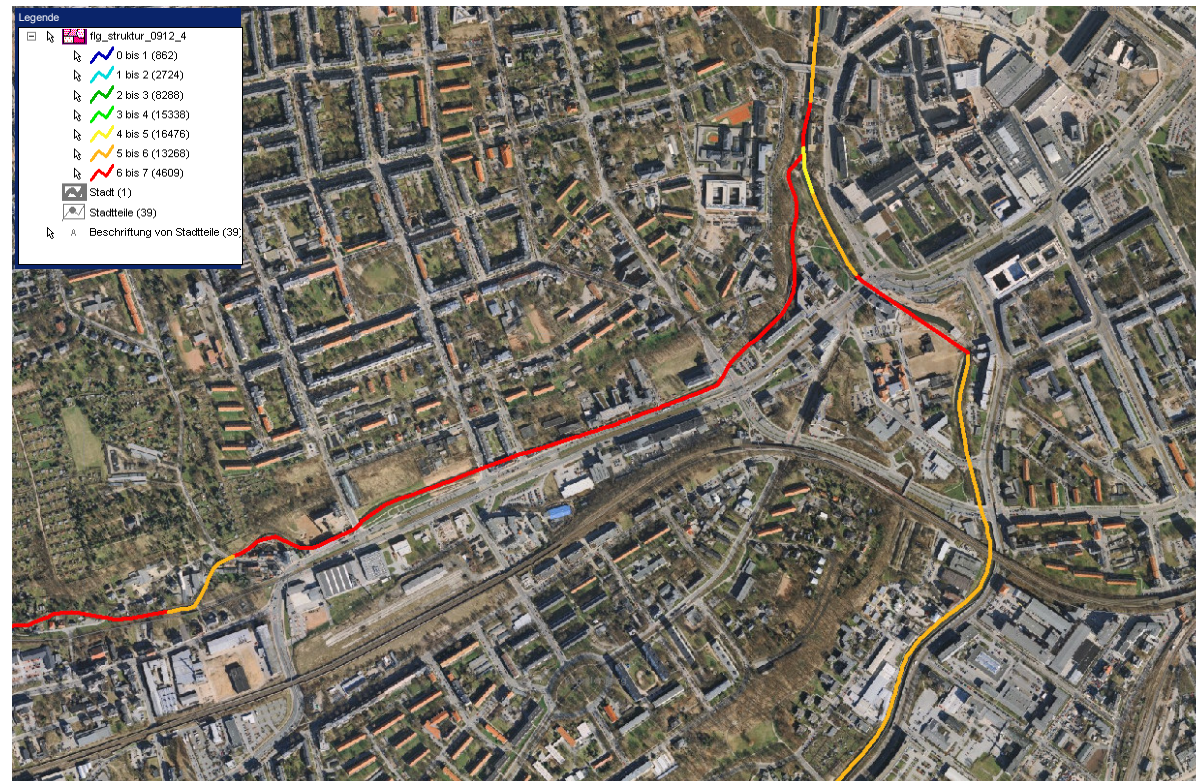 Legende
flg_struktur_0912_4
0 bis 1 (862)
1 bis 2 (2724)
2 bis 3 (8288)
3 bis 4 (15338)
4 bis 5 (16476)
5 bis 6 (13268)
6 bis 7 (4609)
Stadt (1)
Stadtteile (39)
A Beschriftung von Stadtteile (39)